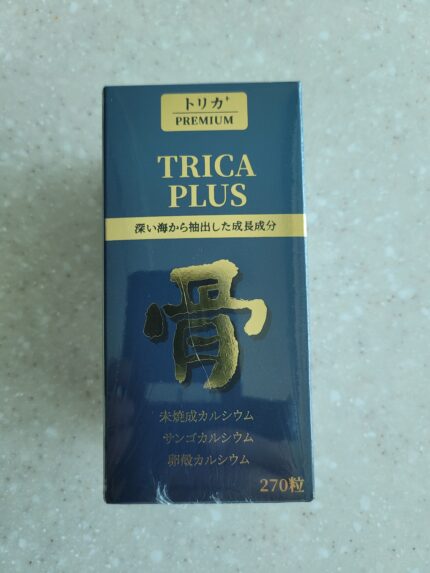 トリカ+
PREMIUM
TRICA
PLUS
深い海から抽出した成長成分
骨
未焼成カルシウム
サンゴカルシウム
卵殻カルシウム
270粒